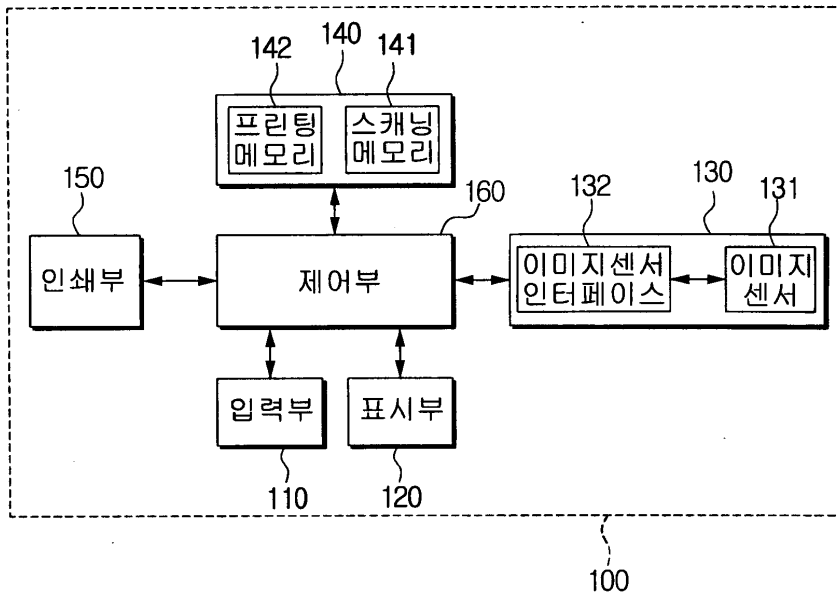 142
140
141
프린팅
메모리
스캐닝
메모리
150
160
132
130
131
인쇄부
제어부
이미지센서
인터페이스
이미지
센서
입력부
표시부
110
120
100